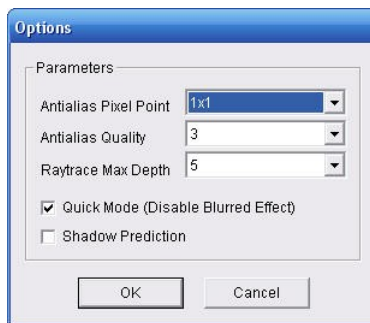 Options
Parameters
Antialias Pixel Point 1x1
Antialias Quality 3
Raytrace Max Depth 5
Quick Mode (Disable Blurred Effect)
Shadow Prediction
OK Cancel